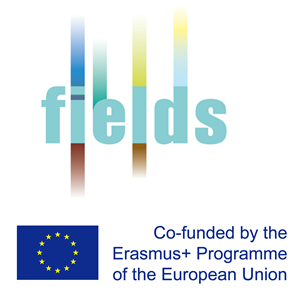 fields
Co-funded by the
Erasmus+ Programme
of the European Union